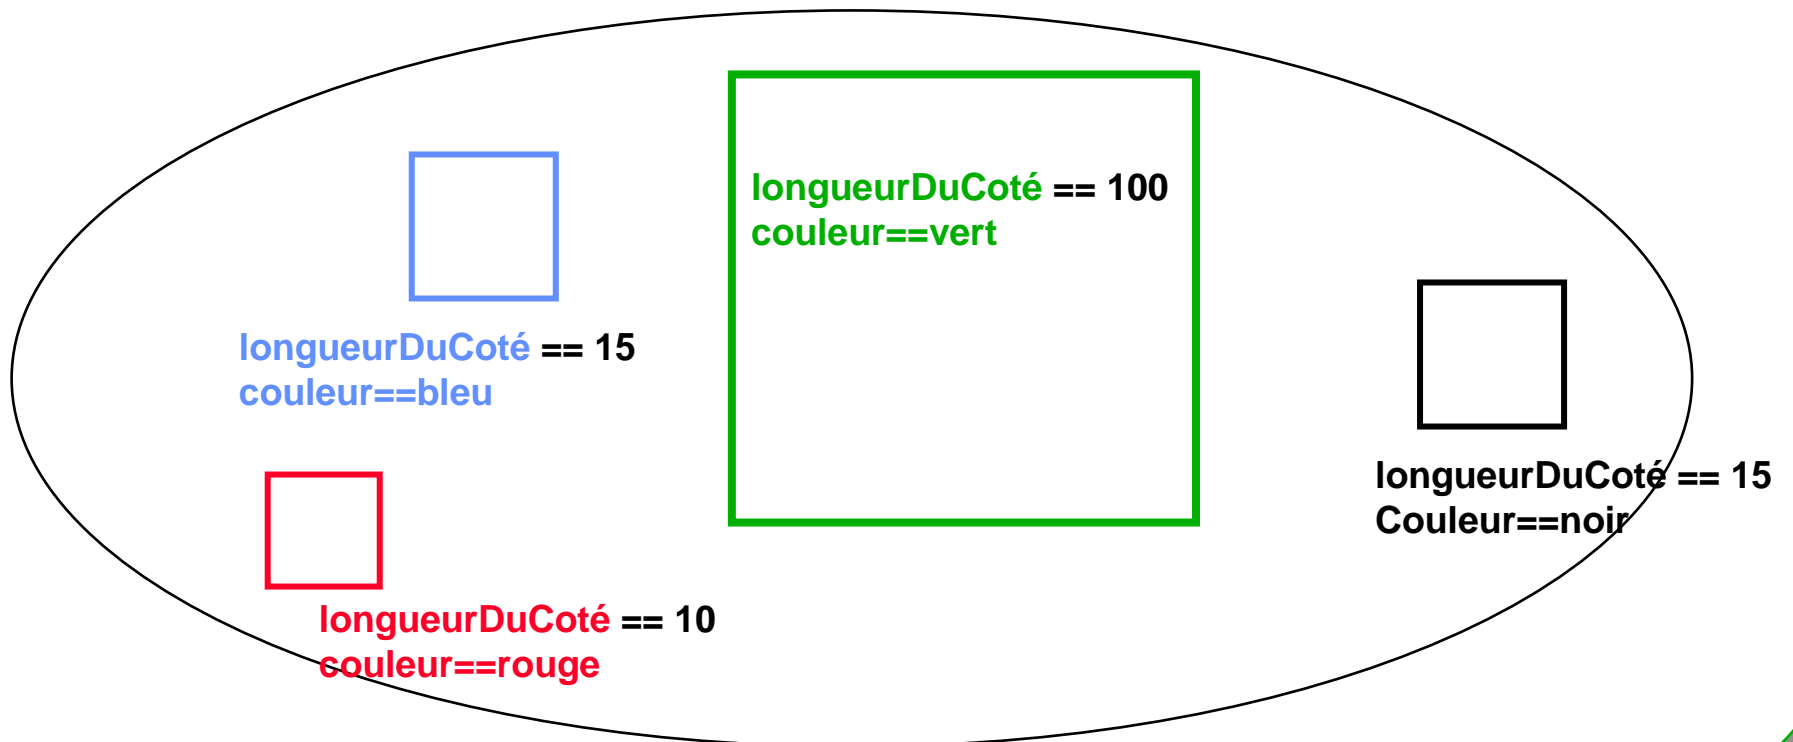 longueurDuCoté == 100
couleur==vert
longueurDuCoté == 15
couleur==bleu
longueurDuCoté == 15
Couleur==noir
longueurDuCoté == 10
couleur==rouge